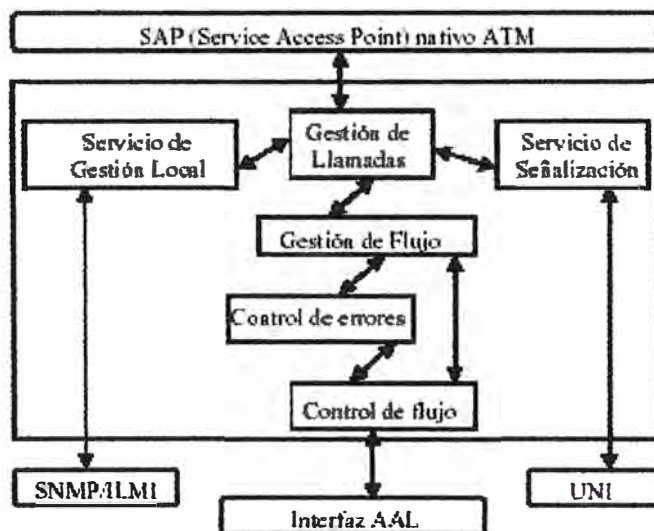 SAP (Service Access Point) nativo ATM
Servicio de
Gestión Local
Gestión de
Llamadas
Servicio de
Señalización
Gestión de Flujo
Control de errores
Control de flujo
SNMP/ILMI
Interfaz AAL
UNI